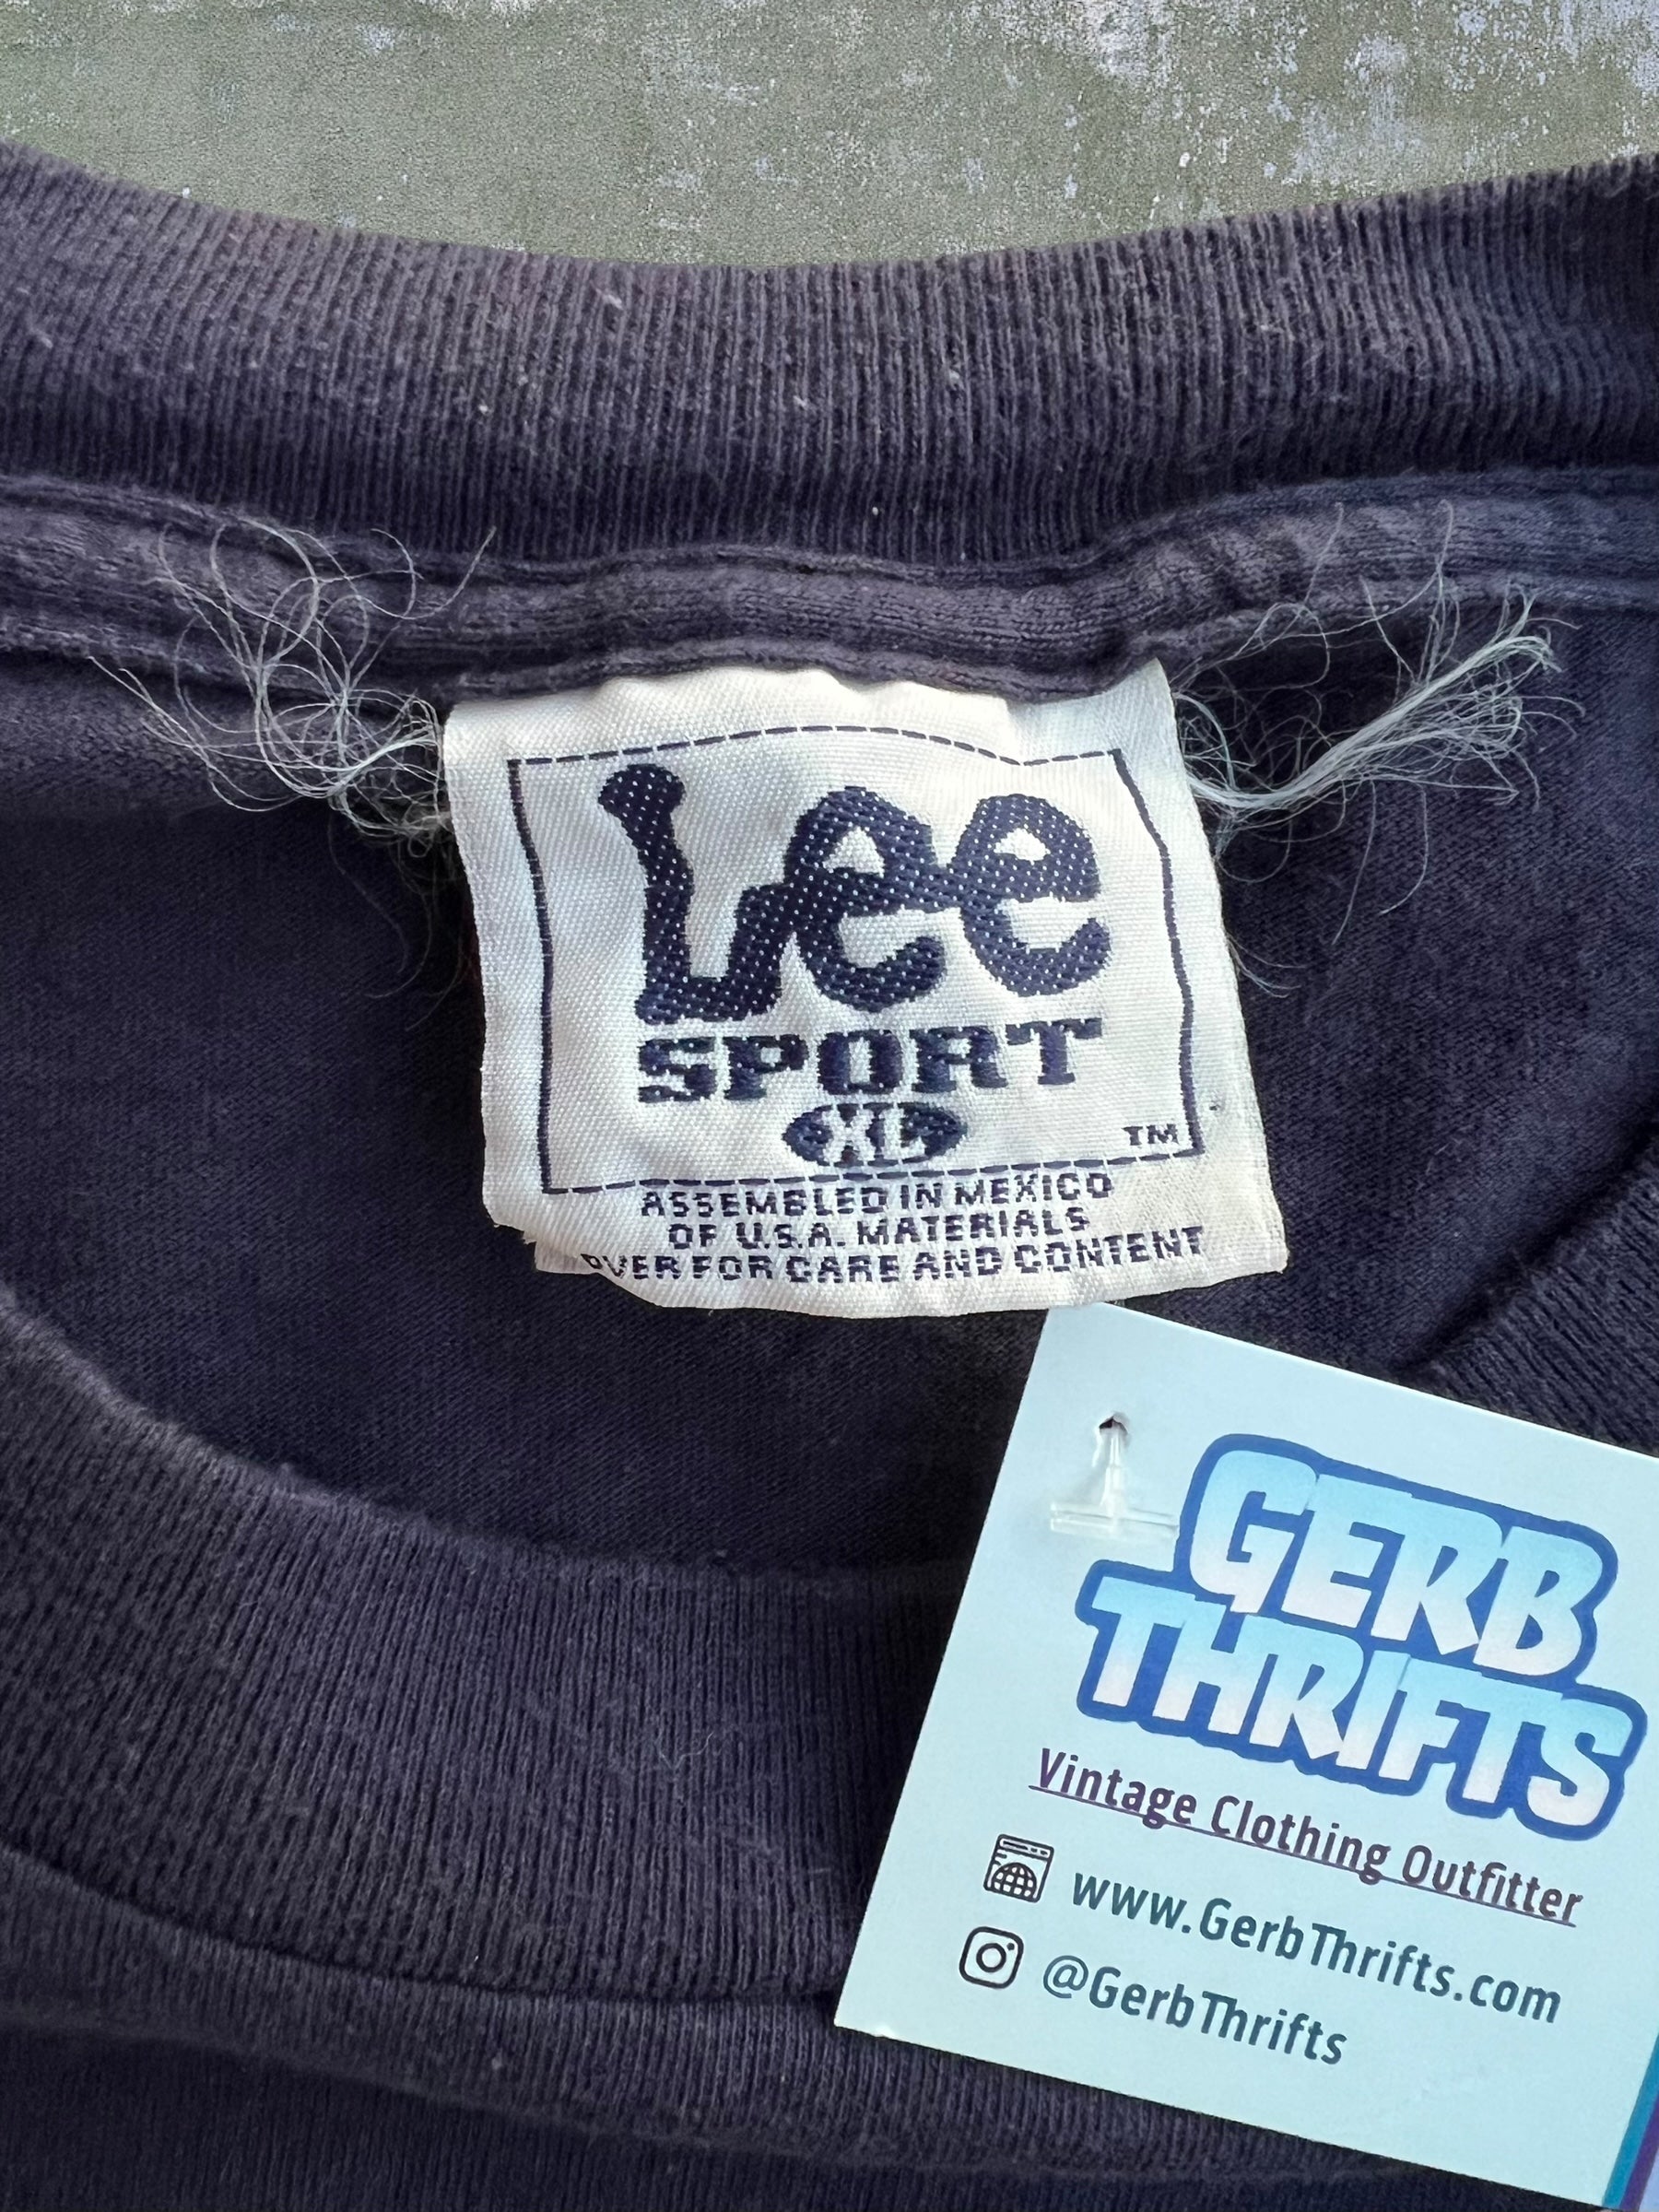 Lee
SPORT
XL
TM
ASSEMBLED IN MEXICO
OF U.S.A. MATERIALS
OVER FOR CARE AND CONTENT
GERB
THRIFTS
Vintage Clothing Outfitter
www.GerbThrifts.com
@GerbThrifts